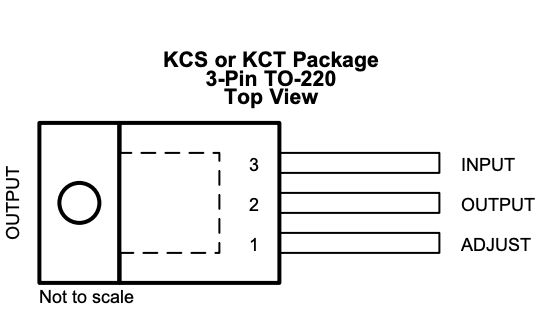 KCS or KCT Package
3-Pin TO-220
Top View
OUTPUT
3
INPUT
2
OUTPUT
1
ADJUST
Not to scale